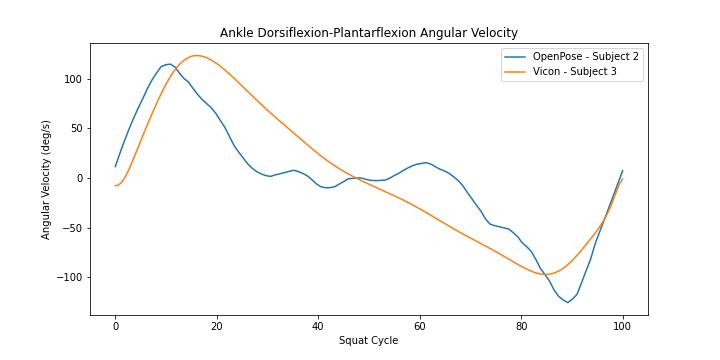 Ankle Dorsiflexion-Plantarflexion Angular Velocity
OpenPose - Subject 2
Vicon - Subject 3
Angular Velocity (deg/s)
100
50
0
−50
−100
0 20 40 60 80 100
Squat Cycle